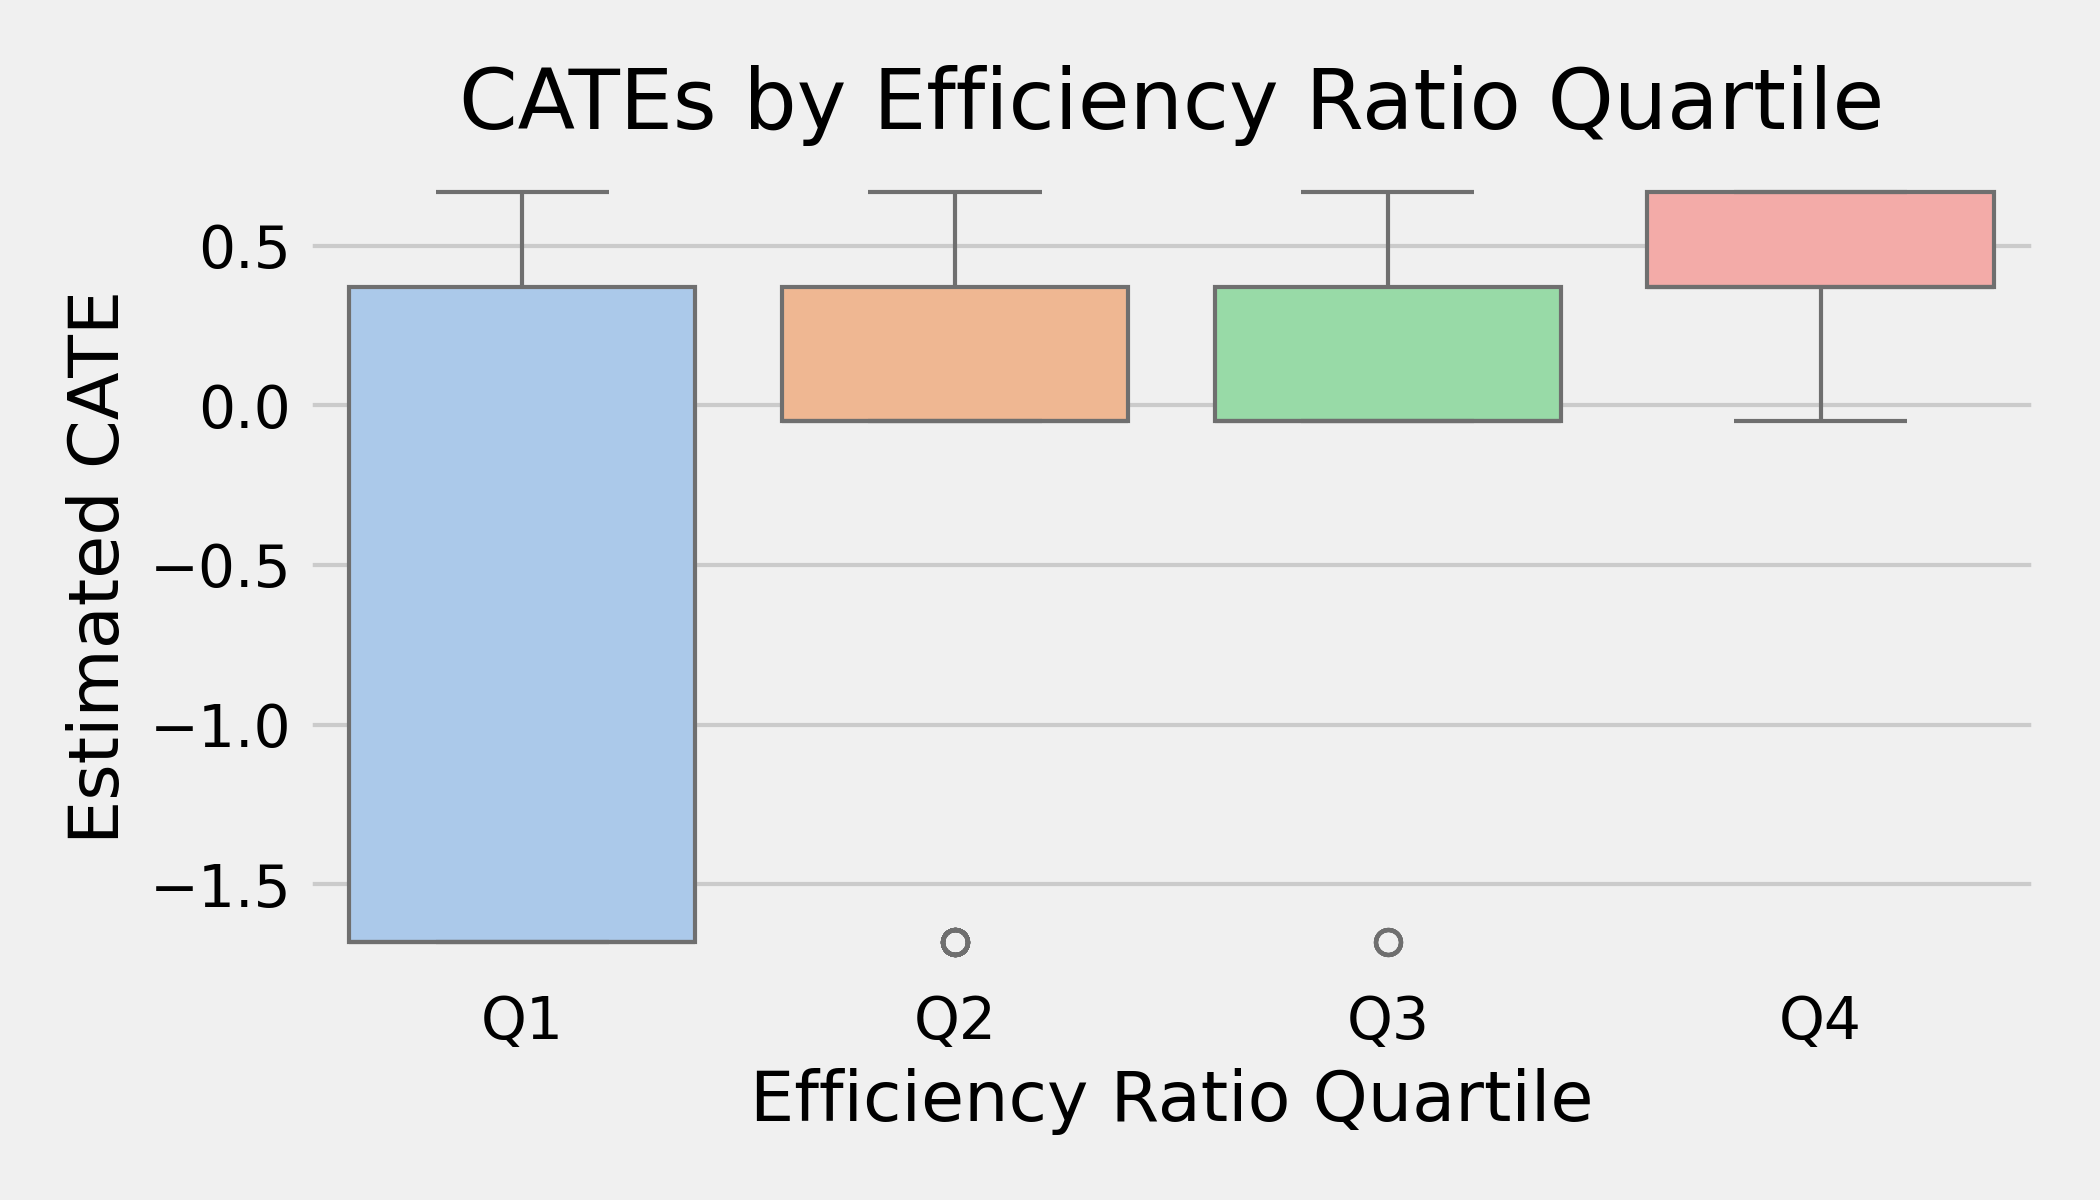 CATEs by Efficiency Ratio Quartile
Estimated CATE
0.5
0.0
−0.5
−1.0
−1.5
Q1 Q2 Q3 Q4
Efficiency Ratio Quartile